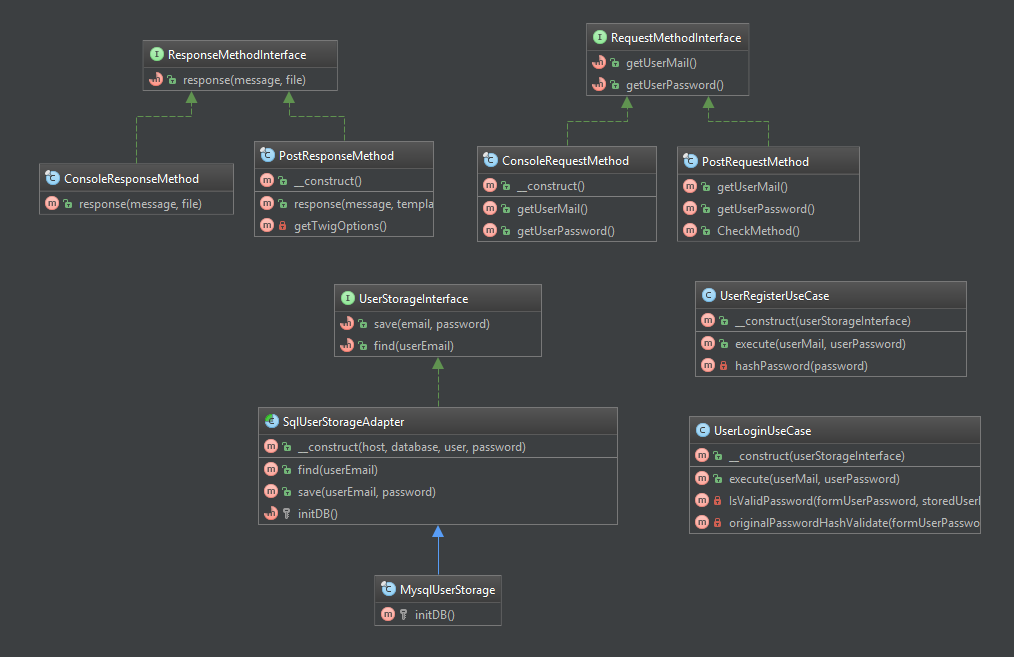 ResponseMethodInterface
response(message, file)
ConsoleResponseMethod
response(message, file)
PostResponseMethod
__construct()
response(message, templa
getTwigOptions()
RequestMethodInterface
getUserMail()
getUserPassword()
ConsoleRequestMethod
__construct()
getUserMail()
getUserPassword()
PostRequestMethod
getUserMail()
getUserPassword()
CheckMethod()
UserStorageInterface
save(email, password)
find(userEmail)
SqlUserStorageAdapter
__construct(host, database, user, password)
find(userEmail)
save(userEmail, password)
initDB()
MysqlUserStorage
initDB()
UserRegisterUseCase
__construct(userStorageInterface)
execute(userMail, userPassword)
hashPassword(password)
UserLoginUseCase
__construct(userStorageInterface)
execute(userMail, userPassword)
IsValidPassword(formUserPassword, storedUserI
originalPasswordHashValidate(formUserPasswo